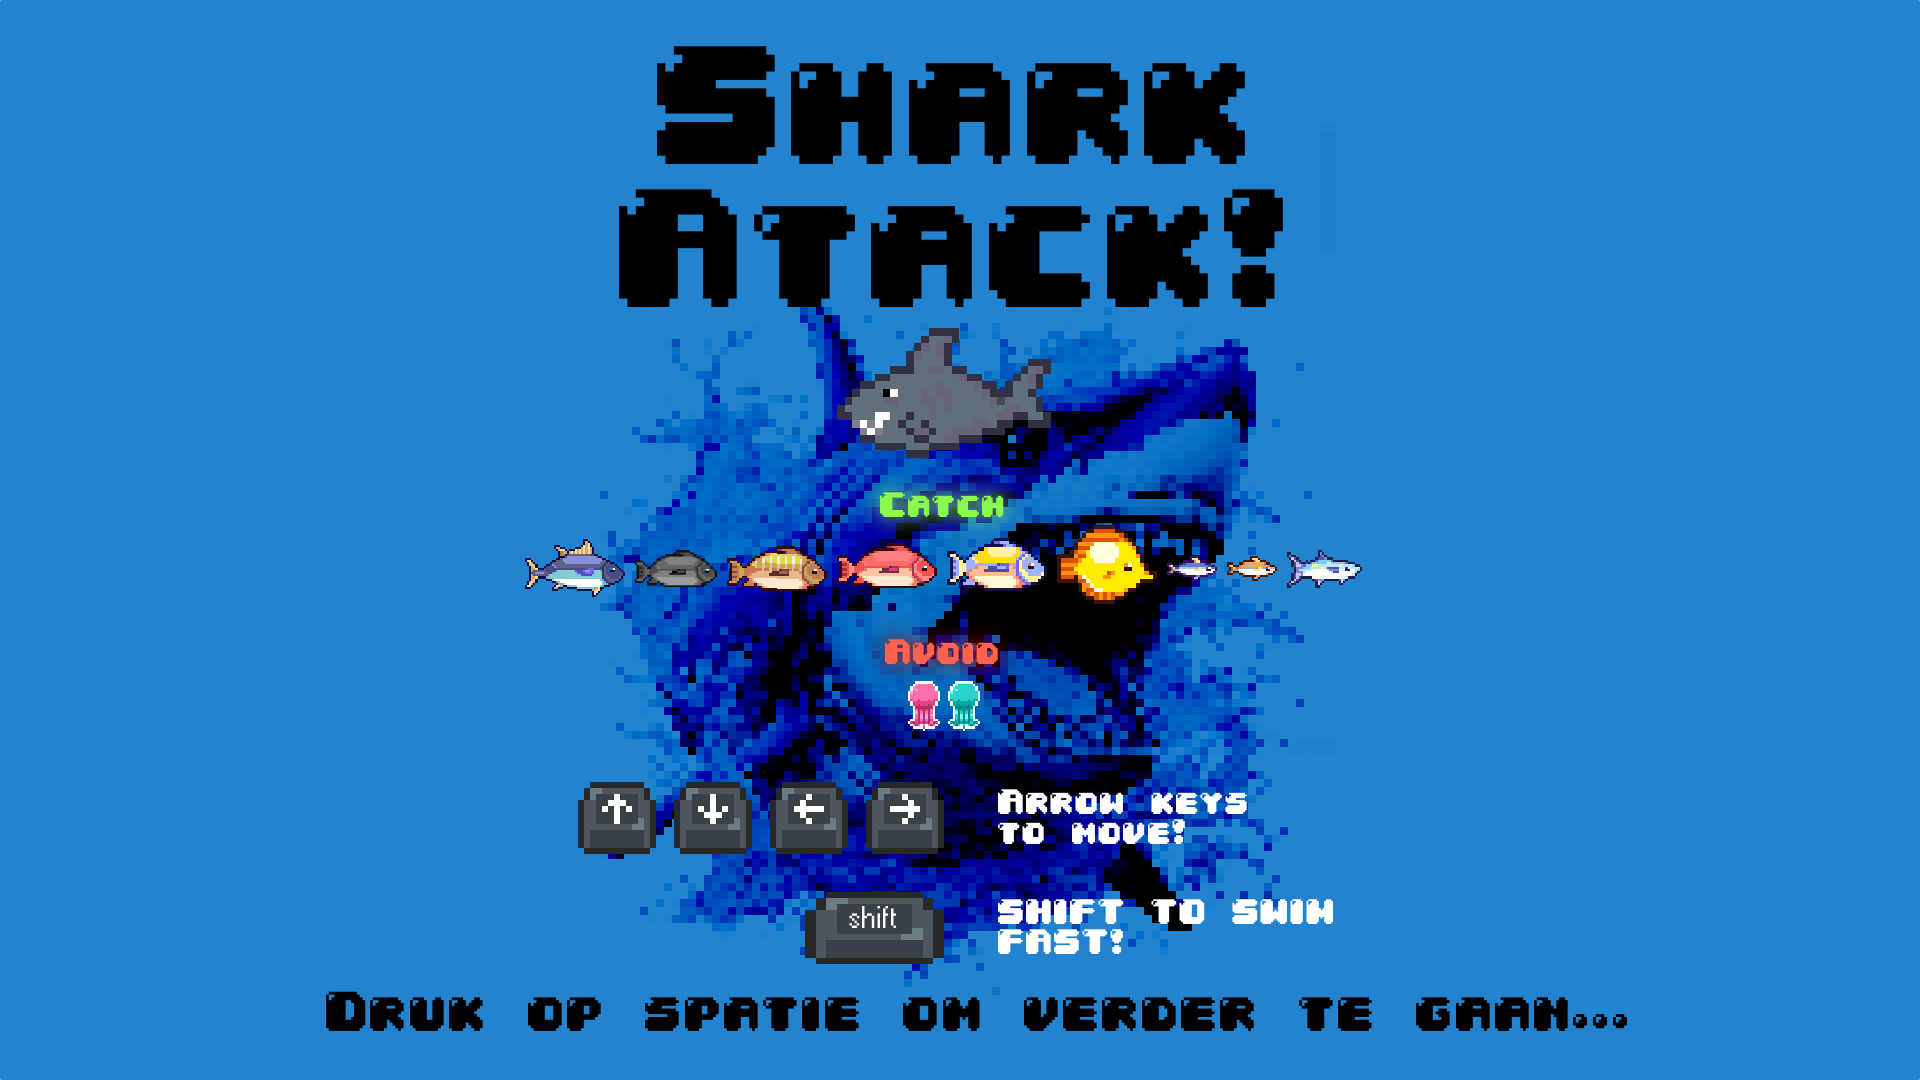 Shark
Atack!
Catch
Avoid
↑ ↓ ← →
Arrow keys
to move!
shift
Shift to swim
fast!
Druk op spatie om verder te gaan...